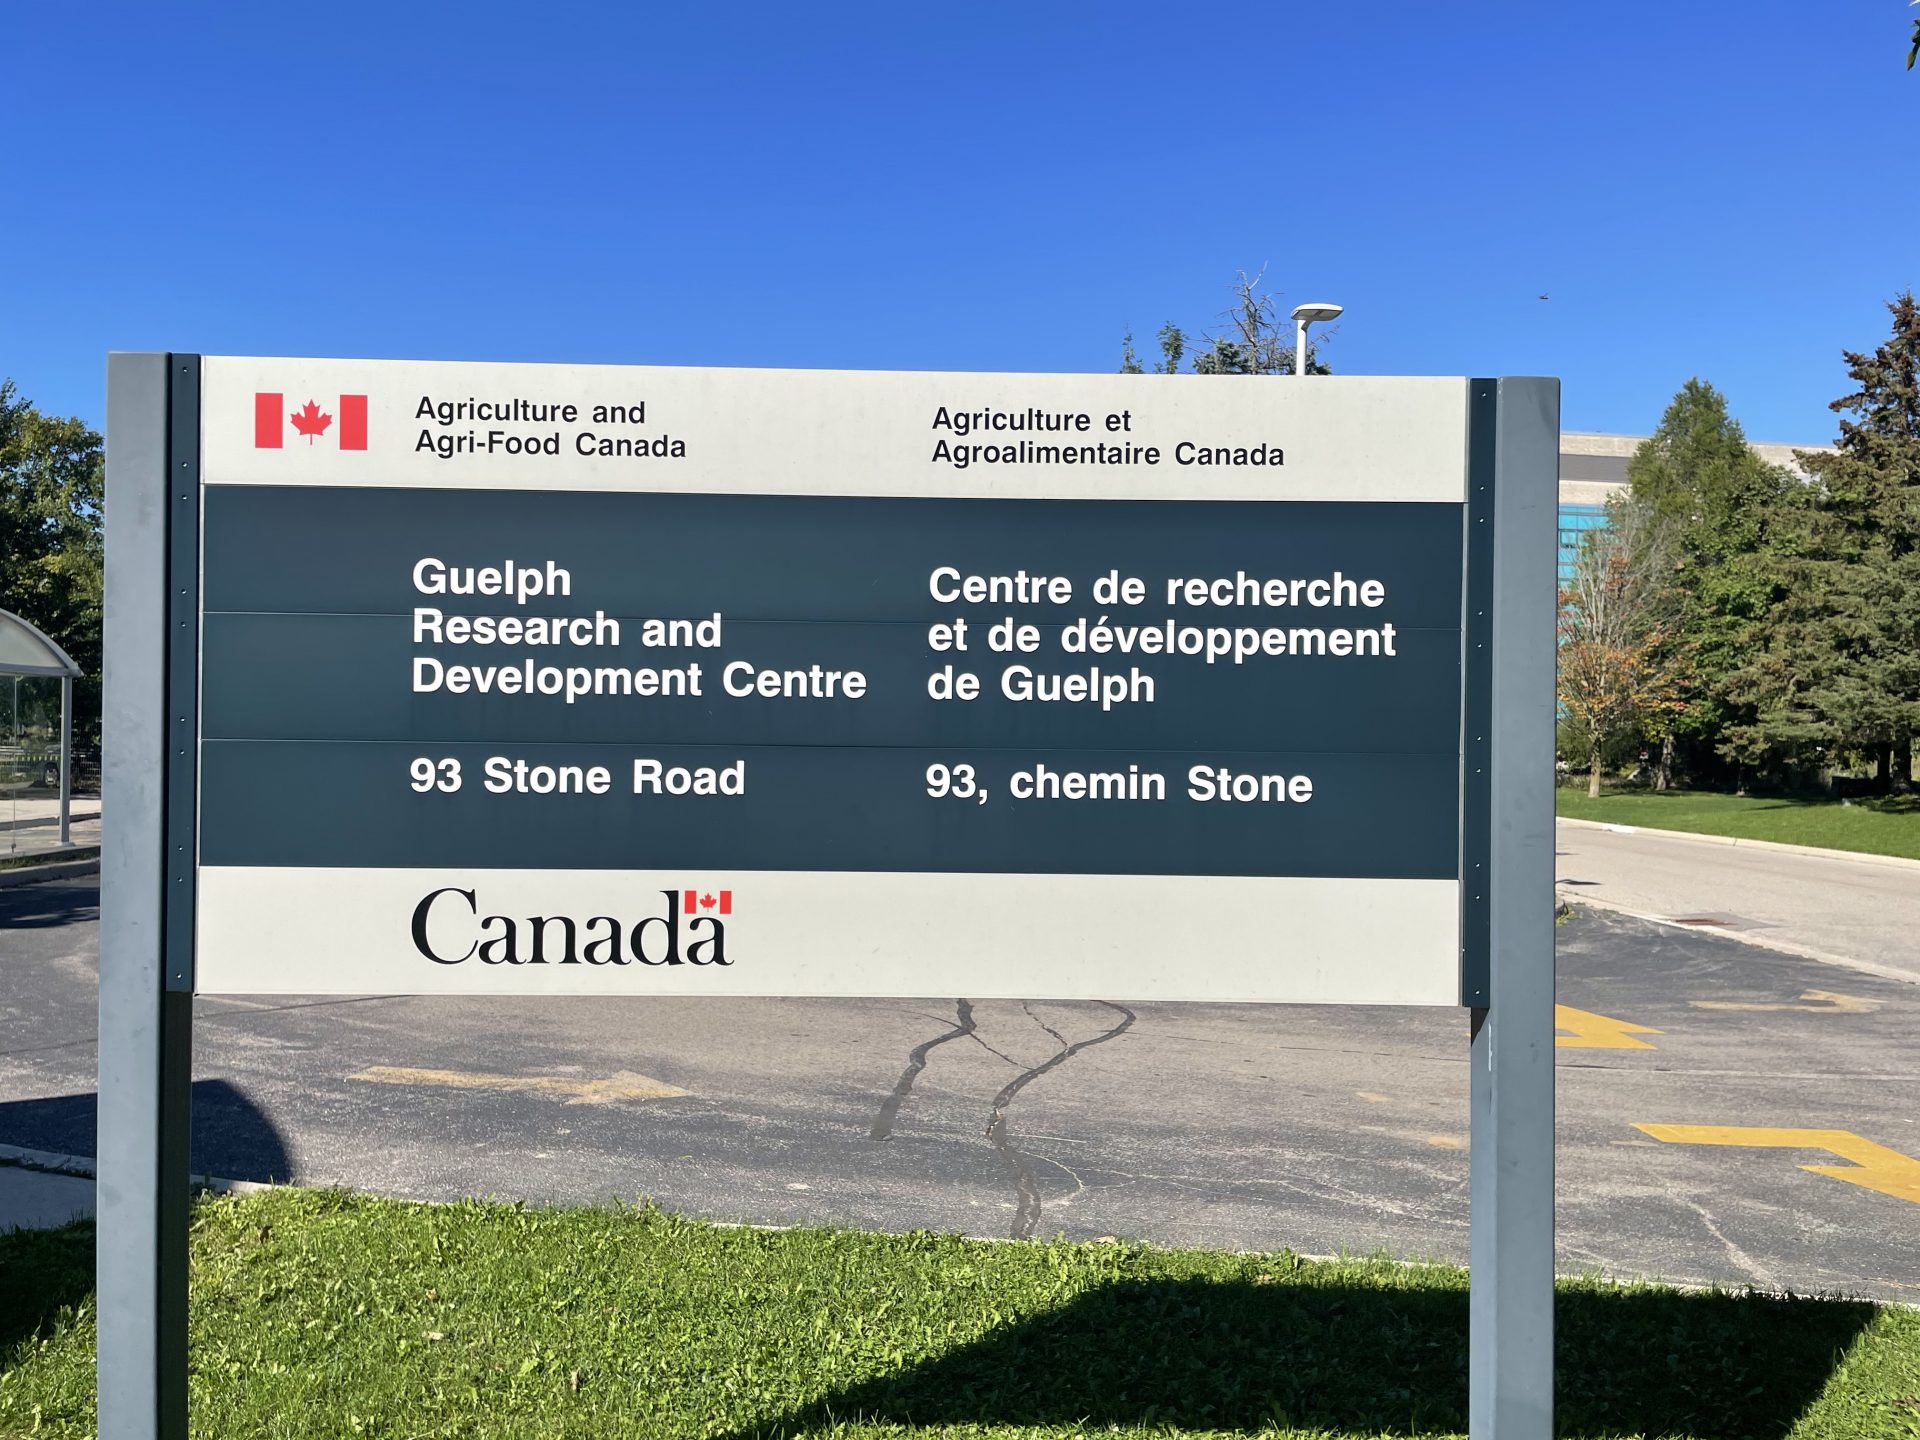 Agriculture and
Agri-Food Canada
Agriculture et
Agroalimentaire Canada
Guelph
Research and
Development Centre
93 Stone Road
Centre de recherche
et de développement
de Guelph
93, chemin Stone
Canada